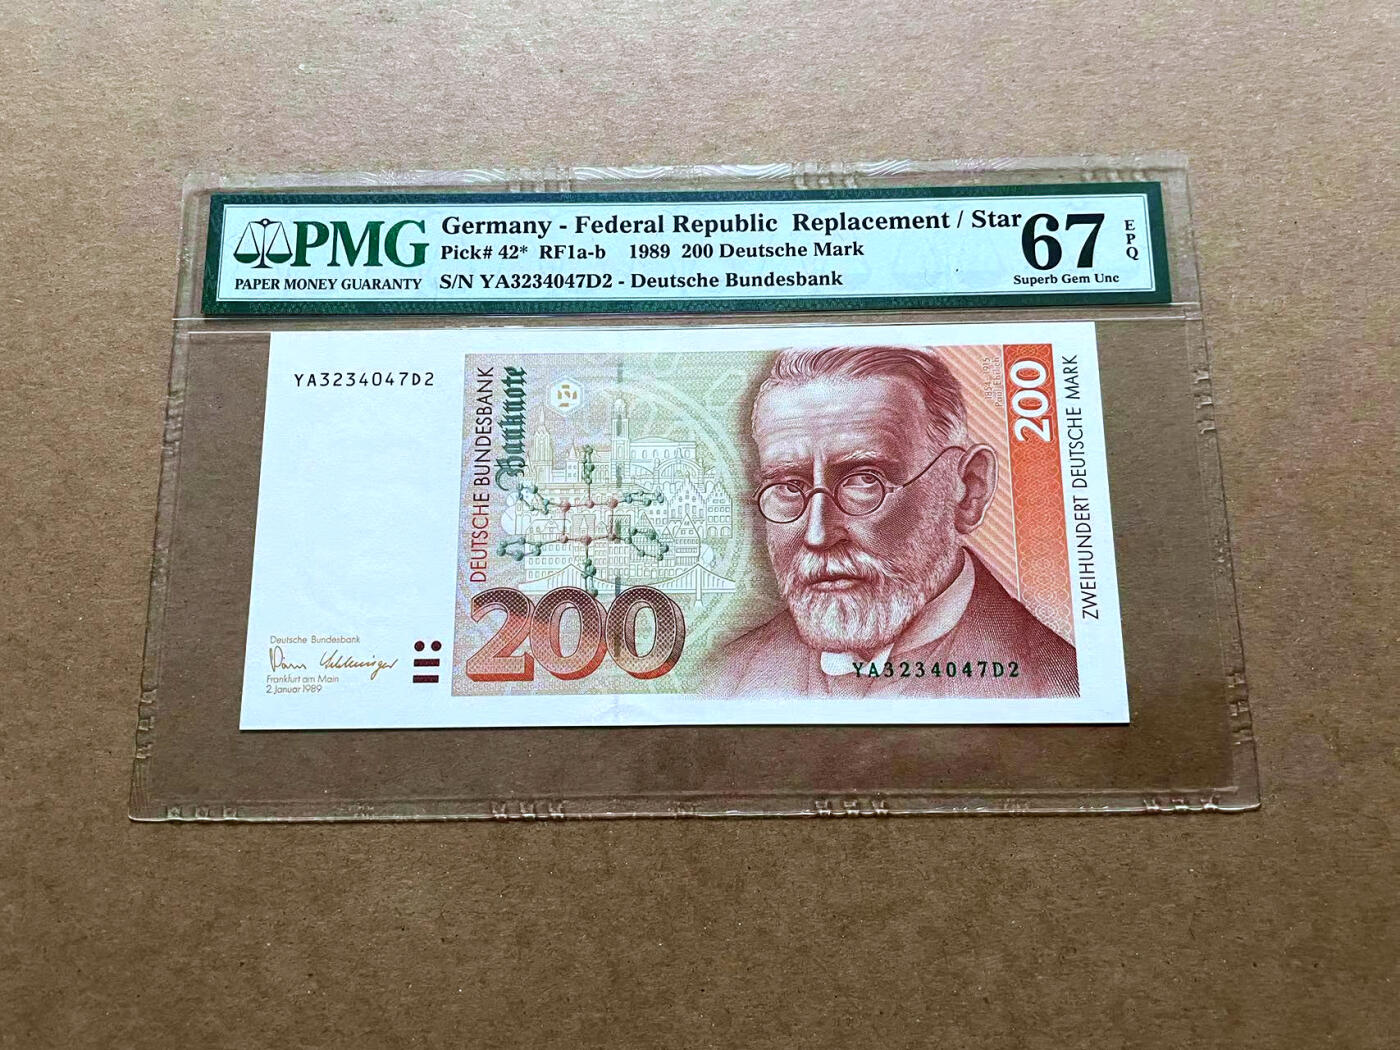 PMG
PAPER MONEY GUARANTY
Germany - Federal Republic Replacement / Star
Pick# 42* RF1a-b 1989 200 Deutsche Mark
S/N YA3234047D2 - Deutsche Bundesbank
67
EPQ
Superb Gem Unc
YA3234047D2
DEUTSCHE BUNDESBANK
Banknote
1854-1915
Paul Ehrlich
200
ZWEIHUNDERT DEUTSCHE MARK
200
YA3234047D2
Deutsche Bundesbank
Frankfurt am Main
2. Januar 1989